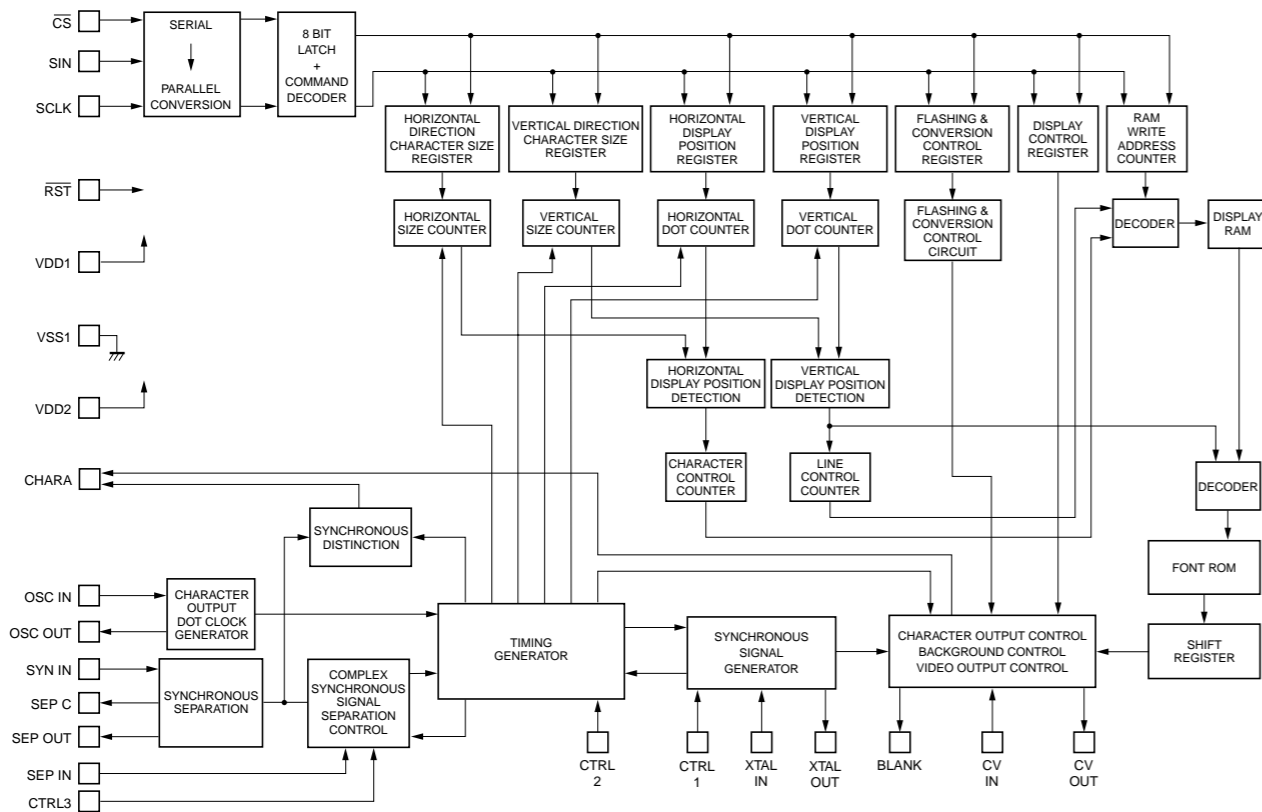 CS
SIN
SCLK
SERIAL
PARALLEL
CONVERSION
8 BIT
LATCH
+
COMMAND
DECODER
HORIZONTAL
DIRECTION
CHARACTER SIZE
REGISTER
VERTICAL DIRECTION
CHARACTER SIZE
REGISTER
HORIZONTAL
DISPLAY
POSITION
REGISTER
VERTICAL
DISPLAY
POSITION
REGISTER
FLASHING &
CONVERSION
CONTROL
REGISTER
DISPLAY
CONTROL
REGISTER
RAM
WRITE
ADDRESS
COUNTER
RST
VDD1
VSS1
VDD2
HORIZONTAL
SIZE COUNTER
VERTICAL
SIZE COUNTER
HORIZONTAL
DOT COUNTER
VERTICAL
DOT COUNTER
FLASHING &
CONVERSION
CONTROL
CIRCUIT
DECODER
DISPLAY
RAM
HORIZONTAL
DISPLAY POSITION
DETECTION
VERTICAL
DISPLAY POSITION
DETECTION
CHARA
CHARACTER
CONTROL
COUNTER
LINE
CONTROL
COUNTER
DECODER
SYNCHRONOUS
DISTINCTION
FONT ROM
OSC IN
OSC OUT
CHARACTER
OUTPUT
DOT CLOCK
GENERATOR
TIMING
GENERATOR
SYNCHRONOUS
SIGNAL
GENERATOR
CHARACTER OUTPUT CONTROL
BACKGROUND CONTROL
VIDEO OUTPUT CONTROL
SHIFT
REGISTER
SYN IN
SEP C
SEP OUT
SYNCHRONOUS
SEPARATION
COMPLEX
SYNCHRONOUS
SIGNAL
SEPARATION
CONTROL
SEP IN
CTRL3
CTRL
2
CTRL
1
XTAL
IN
XTAL
OUT
BLANK
CV
IN
CV
OUT